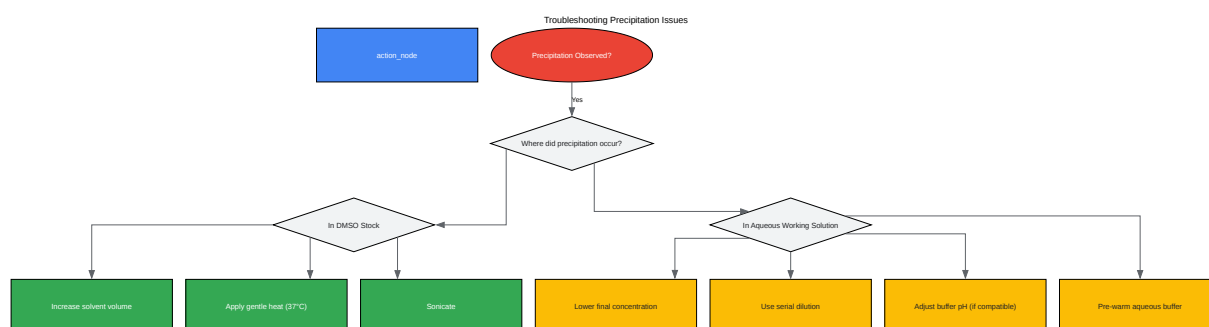 Troubleshooting Precipitation Issues
action_node
Precipitation Observed?
Yes
Where did precipitation occur?
In DMSO Stock
In Aqueous Working Solution
Increase solvent volume
Apply gentle heat (37°C)
Sonicate
Lower final concentration
Use serial dilution
Adjust buffer pH (if compatible)
Pre-warm aqueous buffer